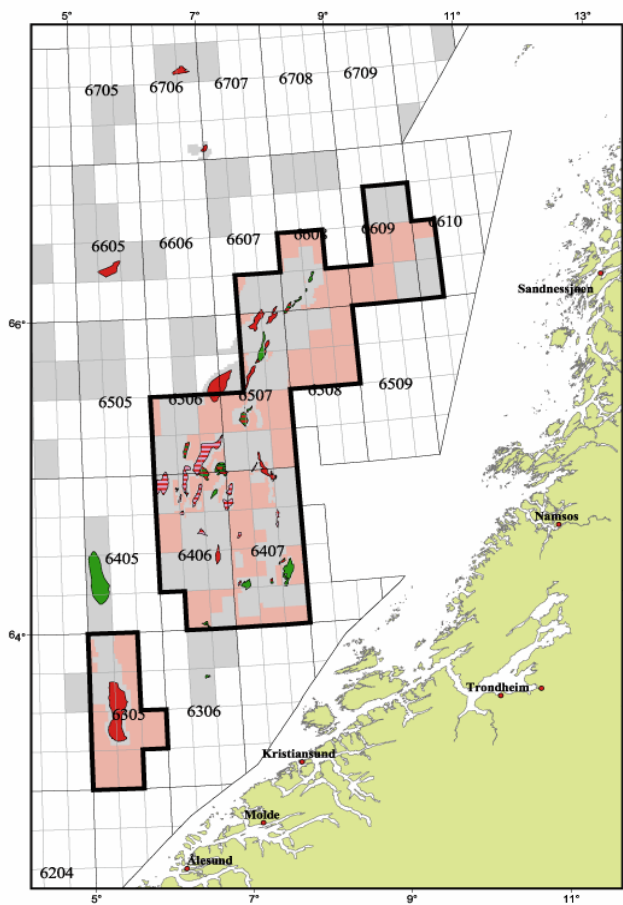 5° 7° 9° 11° 13°
6705 6706 6707 6708 6709
6605 6606 6607 6608 6609 6610
Sandnessjøen
66°
6505 6506 6507 6508 6509
Namsos
6405 6406 6407
64°
Trondheim
6305 6306
Kristiansund
Molde
Ålesund
6204
5° 7° 9° 11°